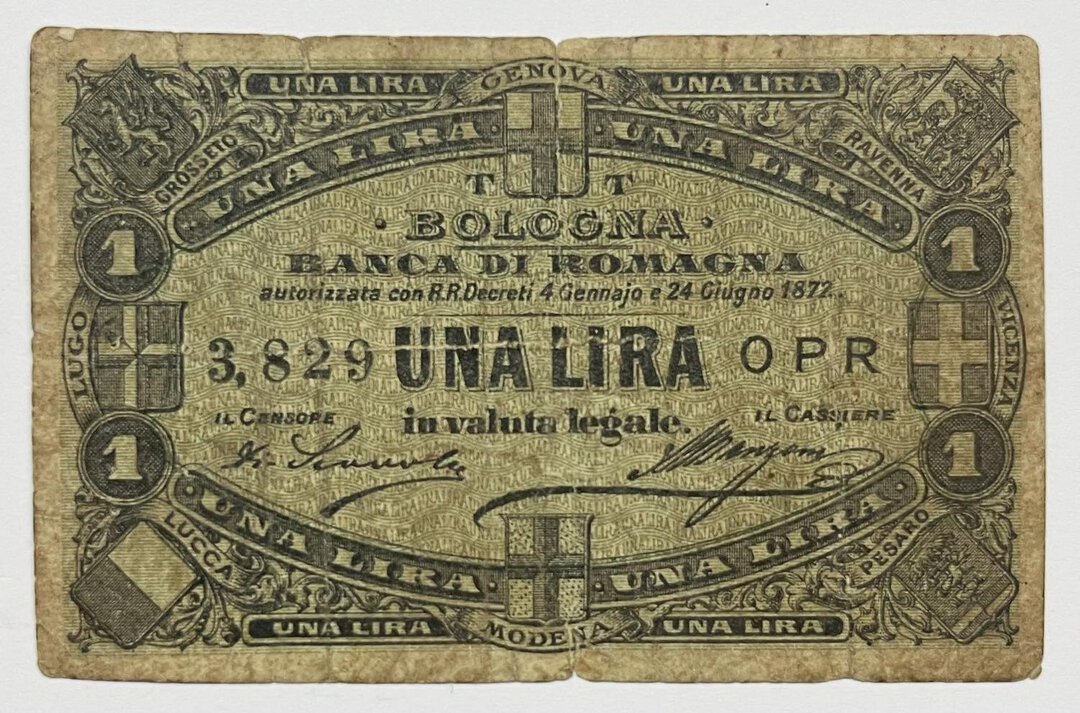 UNA LIRA GENOVA UNA LIRA
UNA LIRA · · UNA LIRA
GROSSETO RAVENNA
T T
· BOLOGNA ·
BANCA DI ROMAGNA
autorizzata con R.R. Decreti 4 Gennajo e 24 Giugno 1872.
1 1
LUGO VICENZA
3,829 UNA LIRA OPR
IL CENSORE in valuta legale. IL CASSIERE
1 1
LUCCA PESARO
· UNA LIRA · · UNA LIRA ·
UNA LIRA MODENA UNA LIRA